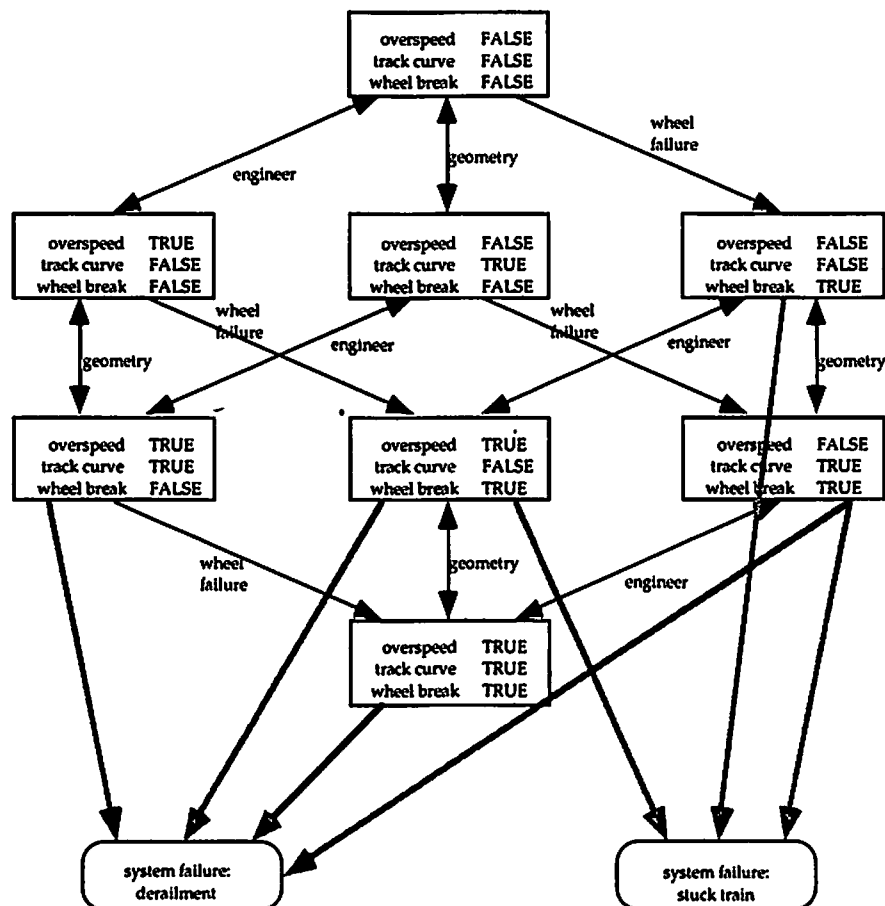 overspeed FALSE
track curve FALSE
wheel break FALSE
engineer
geometry
wheel
failure
overspeed TRUE
track curve FALSE
wheel break FALSE
overspeed FALSE
track curve TRUE
wheel break FALSE
overspeed FALSE
track curve FALSE
wheel break TRUE
geometry
wheel
failure
engineer
wheel
failure
engineer
geometry
overspeed TRUE
track curve TRUE
wheel break FALSE
overspeed TRUE
track curve FALSE
wheel break TRUE
overspeed FALSE
track curve TRUE
wheel break TRUE
wheel
failure
geometry
engineer
overspeed TRUE
track curve TRUE
wheel break TRUE
system failure:
derailment
system failure:
stuck train